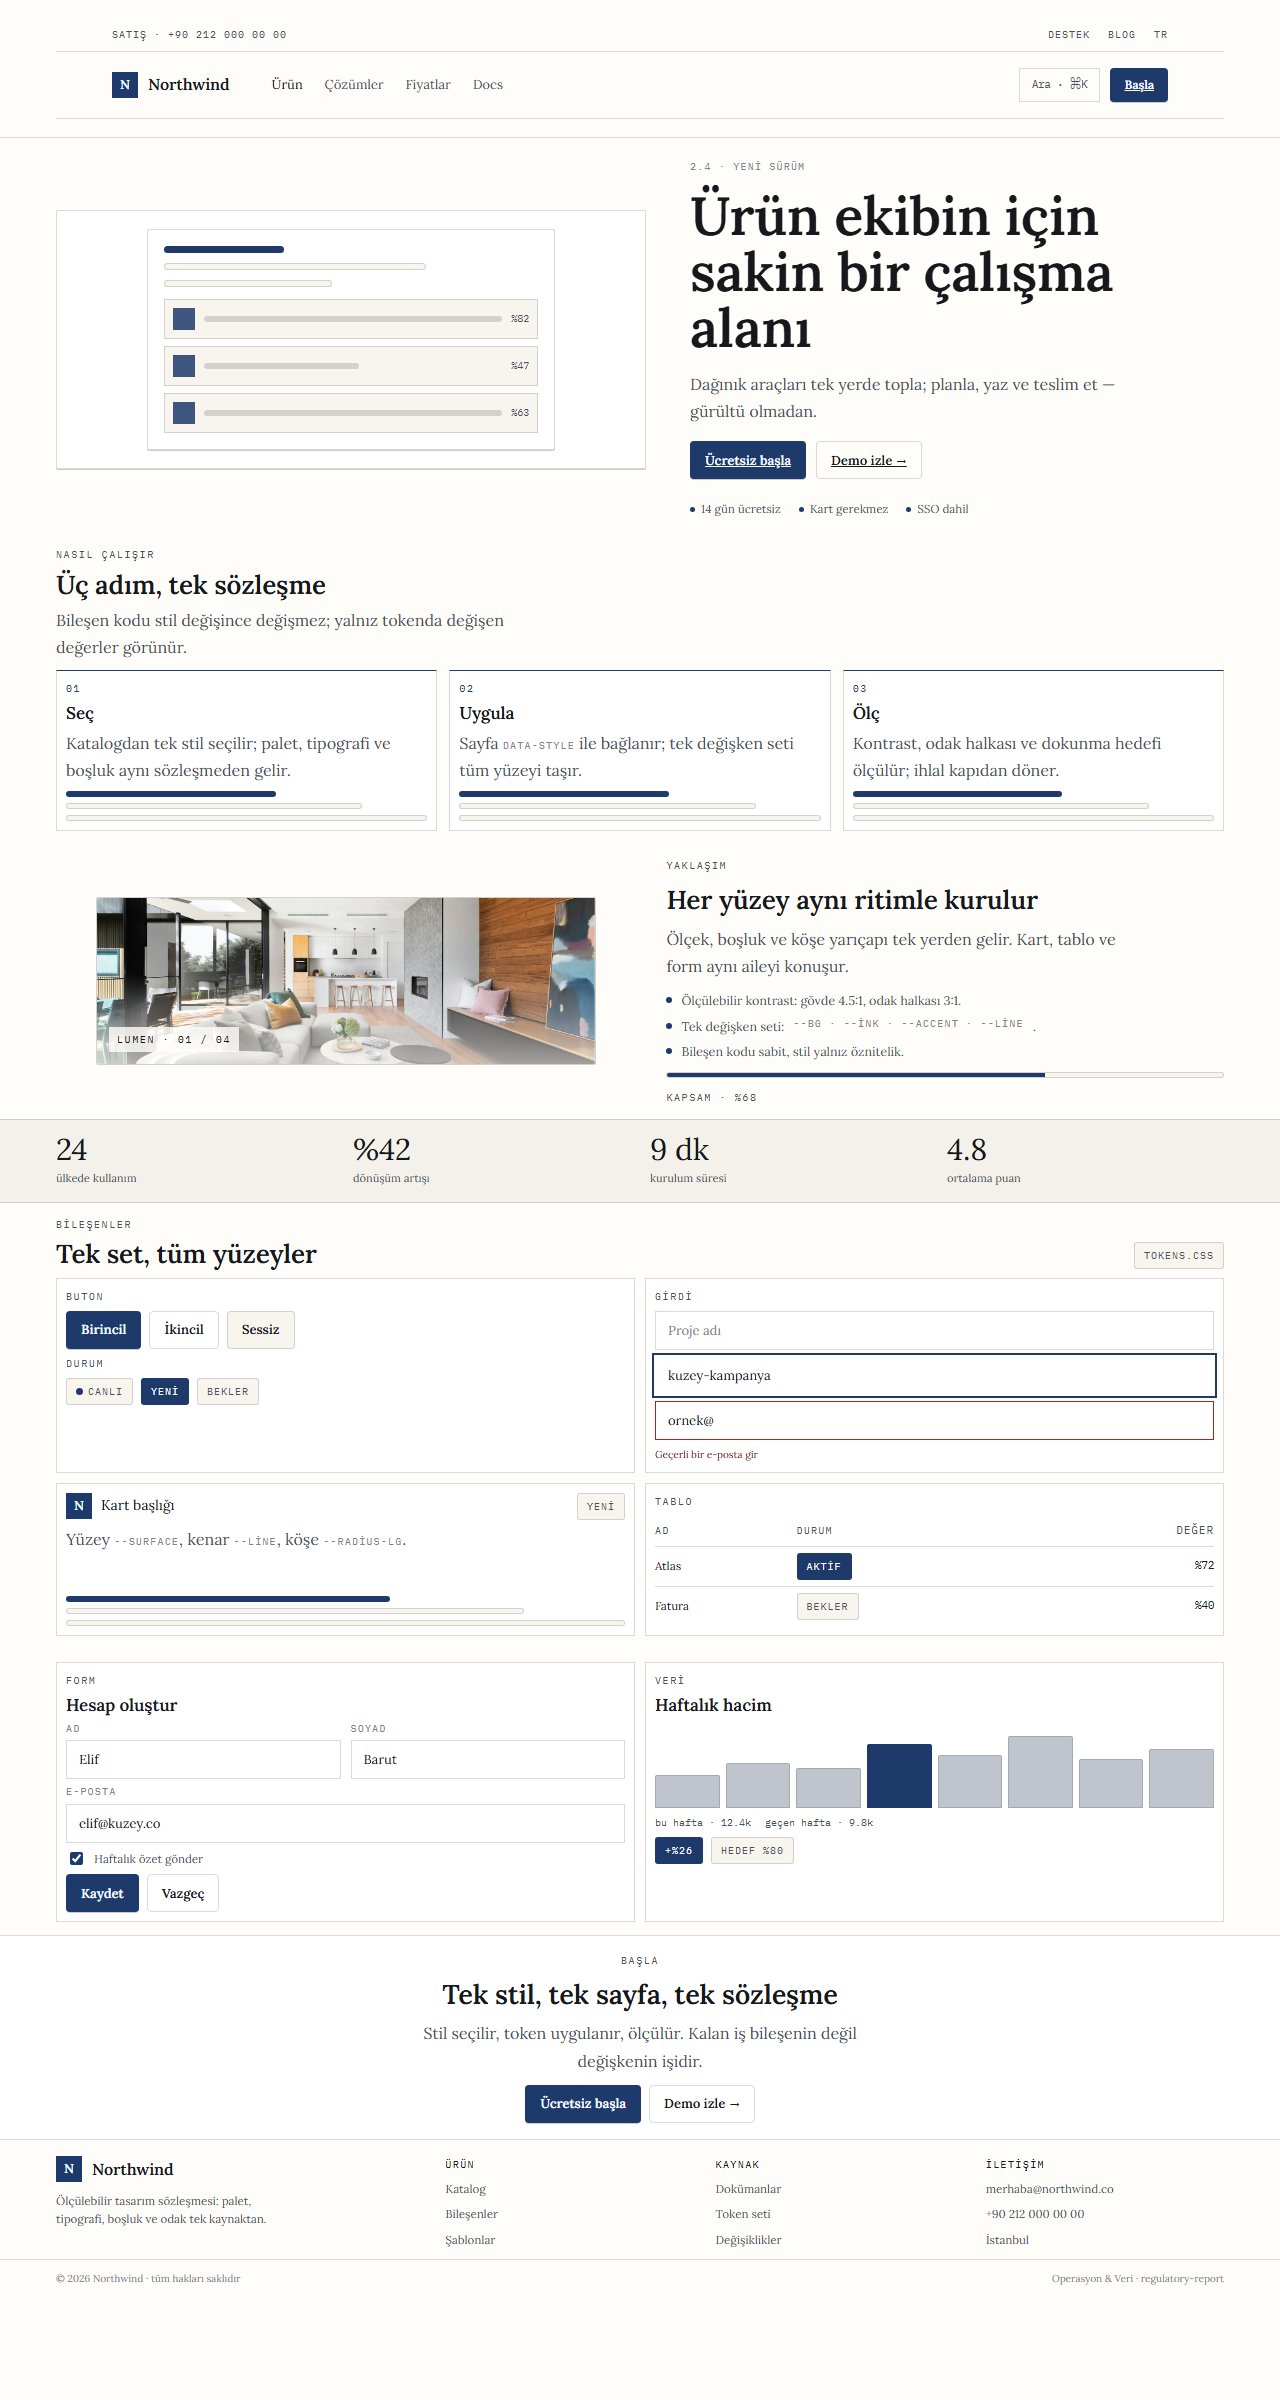 SATIŞ · +90 212 000 00 00
DESTEK BLOG TR
N Northwind Ürün Çözümler Fiyatlar Docs
Ara · ⌘K Başla
2.4 · YENİ SÜRÜM
Ürün ekibin için
sakin bir çalışma
alanı
%82
%47
%63
Dağınık araçları tek yerde topla; planla, yaz ve teslim et —
gürültü olmadan.
Ücretsiz başla Demo izle →
14 gün ücretsiz Kart gerekmez SSO dahil
NASIL ÇALIŞIR
Üç adım, tek sözleşme
Bileşen kodu stil değişince değişmez; yalnız tokenda değişen
değerler görünür.
01
Seç
Katalogdan tek stil seçilir; palet, tipografi ve
boşluk aynı sözleşmeden gelir.
02
Uygula
Sayfa DATA-STYLE ile bağlanır; tek değişken seti
tüm yüzeyi taşır.
03
Ölç
Kontrast, odak halkası ve dokunma hedefi
ölçülür; ihlal kapıdan döner.
LUMEN · 01 / 04
YAKLAŞIM
Her yüzey aynı ritimle kurulur
Ölçek, boşluk ve köşe yarıçapı tek yerden gelir. Kart, tablo ve
form aynı aileyi konuşur.
Ölçülebilir kontrast: gövde 4.5:1, odak halkası 3:1.
Tek değişken seti: --BG · --İNK · --ACCENT · --LİNE .
Bileşen kodu sabit, stil yalnız öznitelik.
KAPSAM · %68
24
ülkede kullanım
%42
dönüşüm artışı
9 dk
kurulum süresi
4.8
ortalama puan
BİLEŞENLER
Tek set, tüm yüzeyler
TOKENS.CSS
BUTON
Birincil İkincil Sessiz
DURUM
CANLI YENİ BEKLER
GİRDİ
Proje adı
kuzey-kampanya
ornek@
Geçerli bir e-posta gir
N Kart başlığı YENİ
Yüzey --SURFACE, kenar --LİNE, köşe --RADİUS-LG.
TABLO
AD DURUM DEĞER
Atlas AKTİF %72
Fatura BEKLER %40
FORM
Hesap oluştur
AD SOYAD
Elif Barut
E-POSTA
elif@kuzey.co
Haftalık özet gönder
Kaydet Vazgeç
VERİ
Haftalık hacim
bu hafta · 12.4k geçen hafta · 9.8k
+%26 HEDEF %80
BAŞLA
Tek stil, tek sayfa, tek sözleşme
Stil seçilir, token uygulanır, ölçülür. Kalan iş bileşenin değil
değişkenin işidir.
Ücretsiz başla Demo izle →
N Northwind
Ölçülebilir tasarım sözleşmesi: palet,
tipografi, boşluk ve odak tek kaynaktan.
ÜRÜN
Katalog
Bileşenler
Şablonlar
KAYNAK
Dokümanlar
Token seti
Değişiklikler
İLETİŞİM
merhaba@northwind.co
+90 212 000 00 00
İstanbul
© 2026 Northwind · tüm hakları saklıdır
Operasyon & Veri · regulatory-report